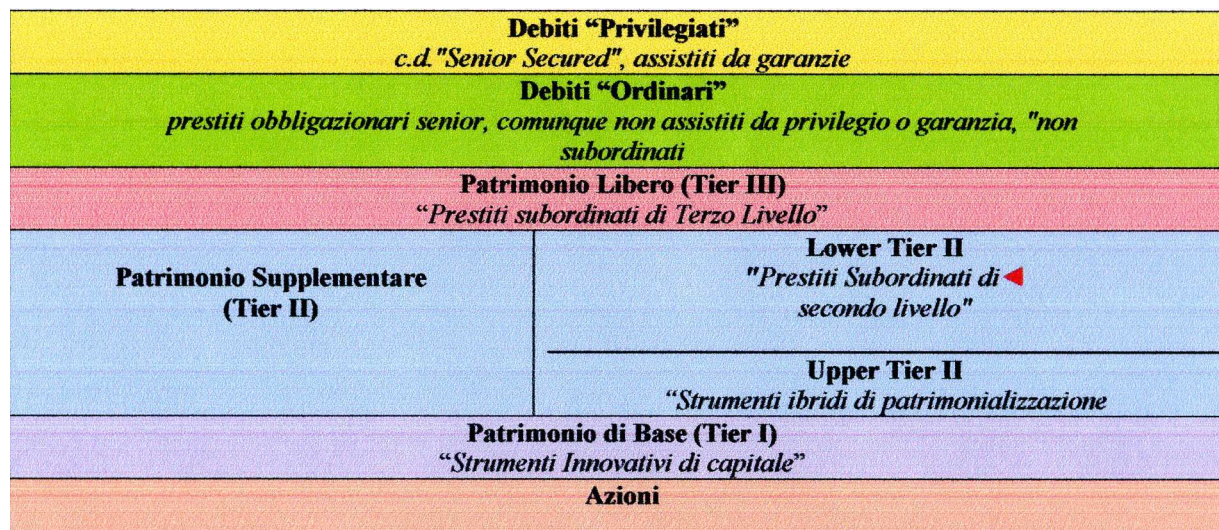 Debiti “Privilegiati”
c.d. "Senior Secured", assistiti da garanzie
Debiti “Ordinari”
prestiti obbligazionari senior, comunque non assistiti da privilegio o garanzia, "non
subordinati
Patrimonio Libero (Tier III)
“Prestiti subordinati di Terzo Livello”
Patrimonio Supplementare
(Tier II)
Lower Tier II
"Prestiti Subordinati di
secondo livello"
Upper Tier II
“Strumenti ibridi di patrimonializzazione
Patrimonio di Base (Tier I)
“Strumenti Innovativi di capitale”
Azioni